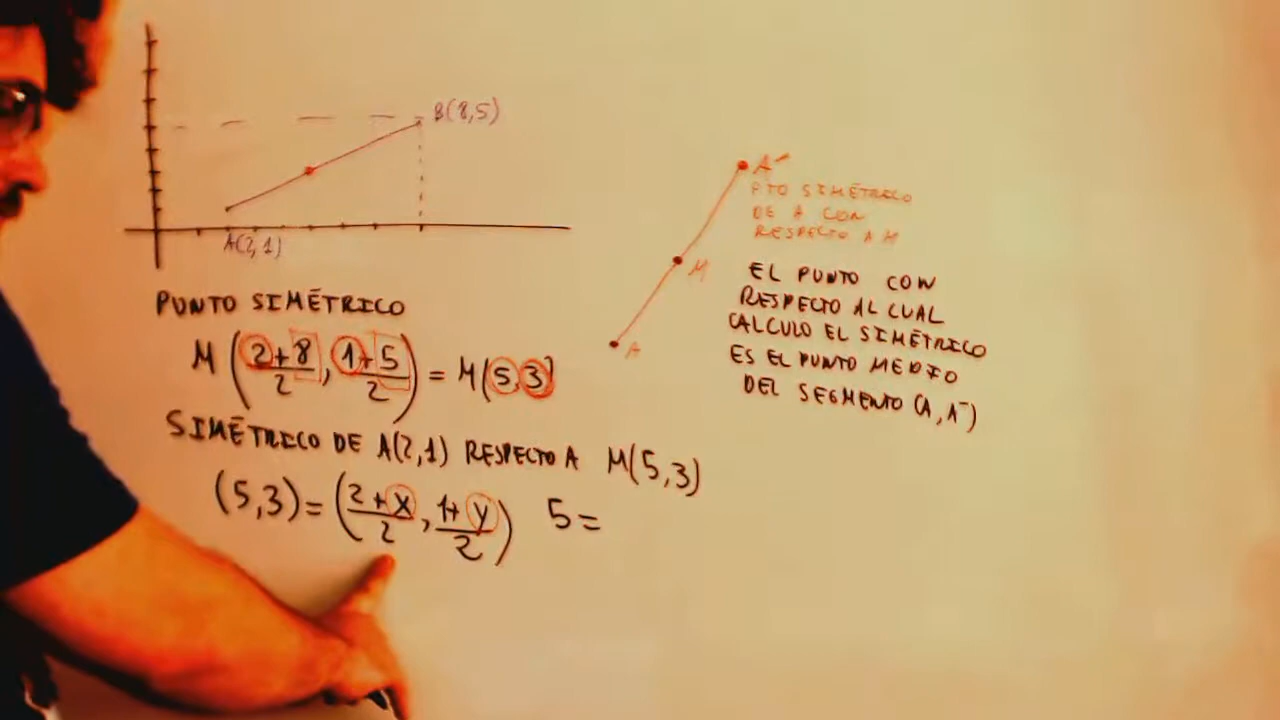 B(8,5)
A(2,1)
PUNTO SIMÉTRICO
M(2+8/2, 1+5/2) = M(5,3)
SIMÉTRICO DE A(2,1) RESPECTO A M(5,3)
(5,3) = (2+x/2, 1+y/2) 5=
A'
PTO SIMÉTRICO
DE A CON
RESPECTO A M
M
A
EL PUNTO CON
RESPECTO AL CUAL
CALCULO EL SIMÉTRICO
ES EL PUNTO MEDIO
DEL SEGMENTO (A,A')